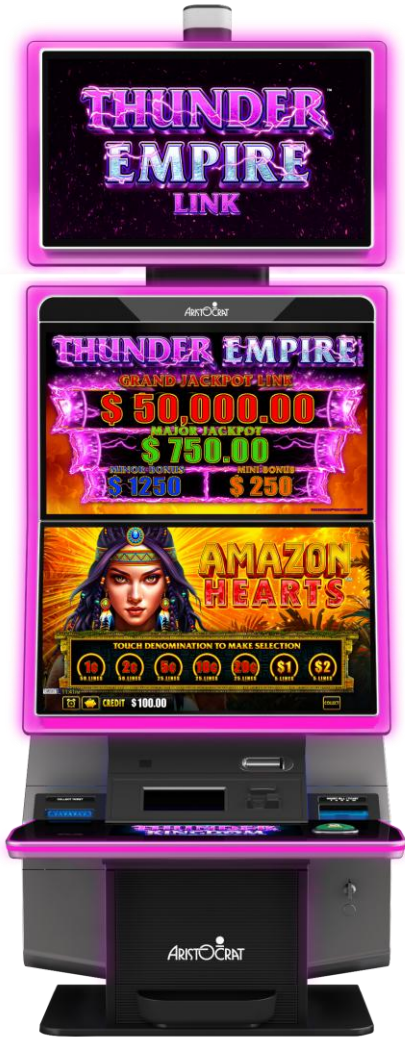 THUNDER
EMPIRE
LINK
ARISTOCRAT
THUNDER EMPIRE
GRAND JACKPOT LINK
$ 50,000.00
MAJOR JACKPOT
$ 750.00
MINOR BONUS
MINI BONUS
$ 1250
$ 250
AMAZON
HEARTS
TOUCH DENOMINATION TO MAKE SELECTION
1¢ 2¢ 5¢ 10¢ 20¢ $1 $2
CREDIT $100.00
KINGDOM
ARISTOCRAT